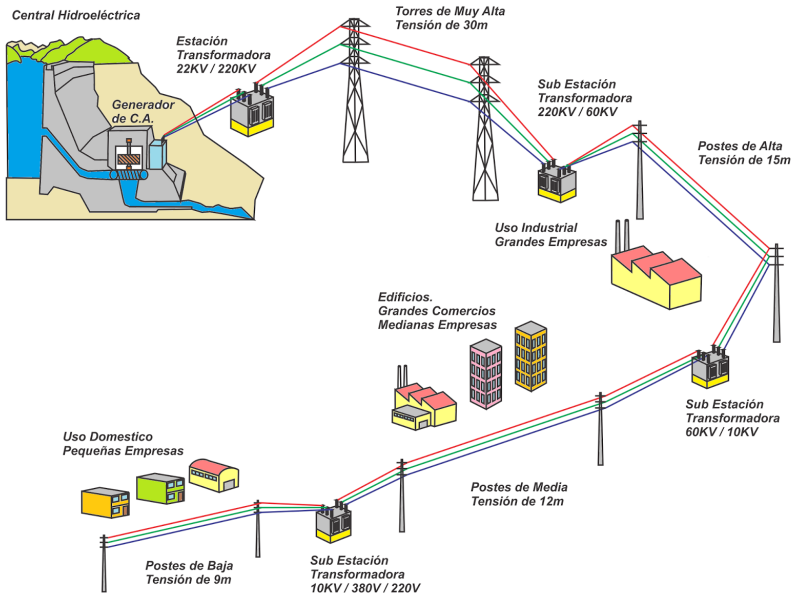 Central Hidroeléctrica
Estación
Transformadora
22KV / 220KV
Torres de Muy Alta
Tensión de 30m
Generador
de C.A.
Sub Estación
Transformadora
220KV / 60KV
Postes de Alta
Tensión de 15m
Uso Industrial
Grandes Empresas
Edificios.
Grandes Comercios
Medianas Empresas
Sub Estación
Transformadora
60KV / 10KV
Uso Domestico
Pequeñas Empresas
Postes de Media
Tensión de 12m
Postes de Baja
Tensión de 9m
Sub Estación
Transformadora
10KV / 380V / 220V